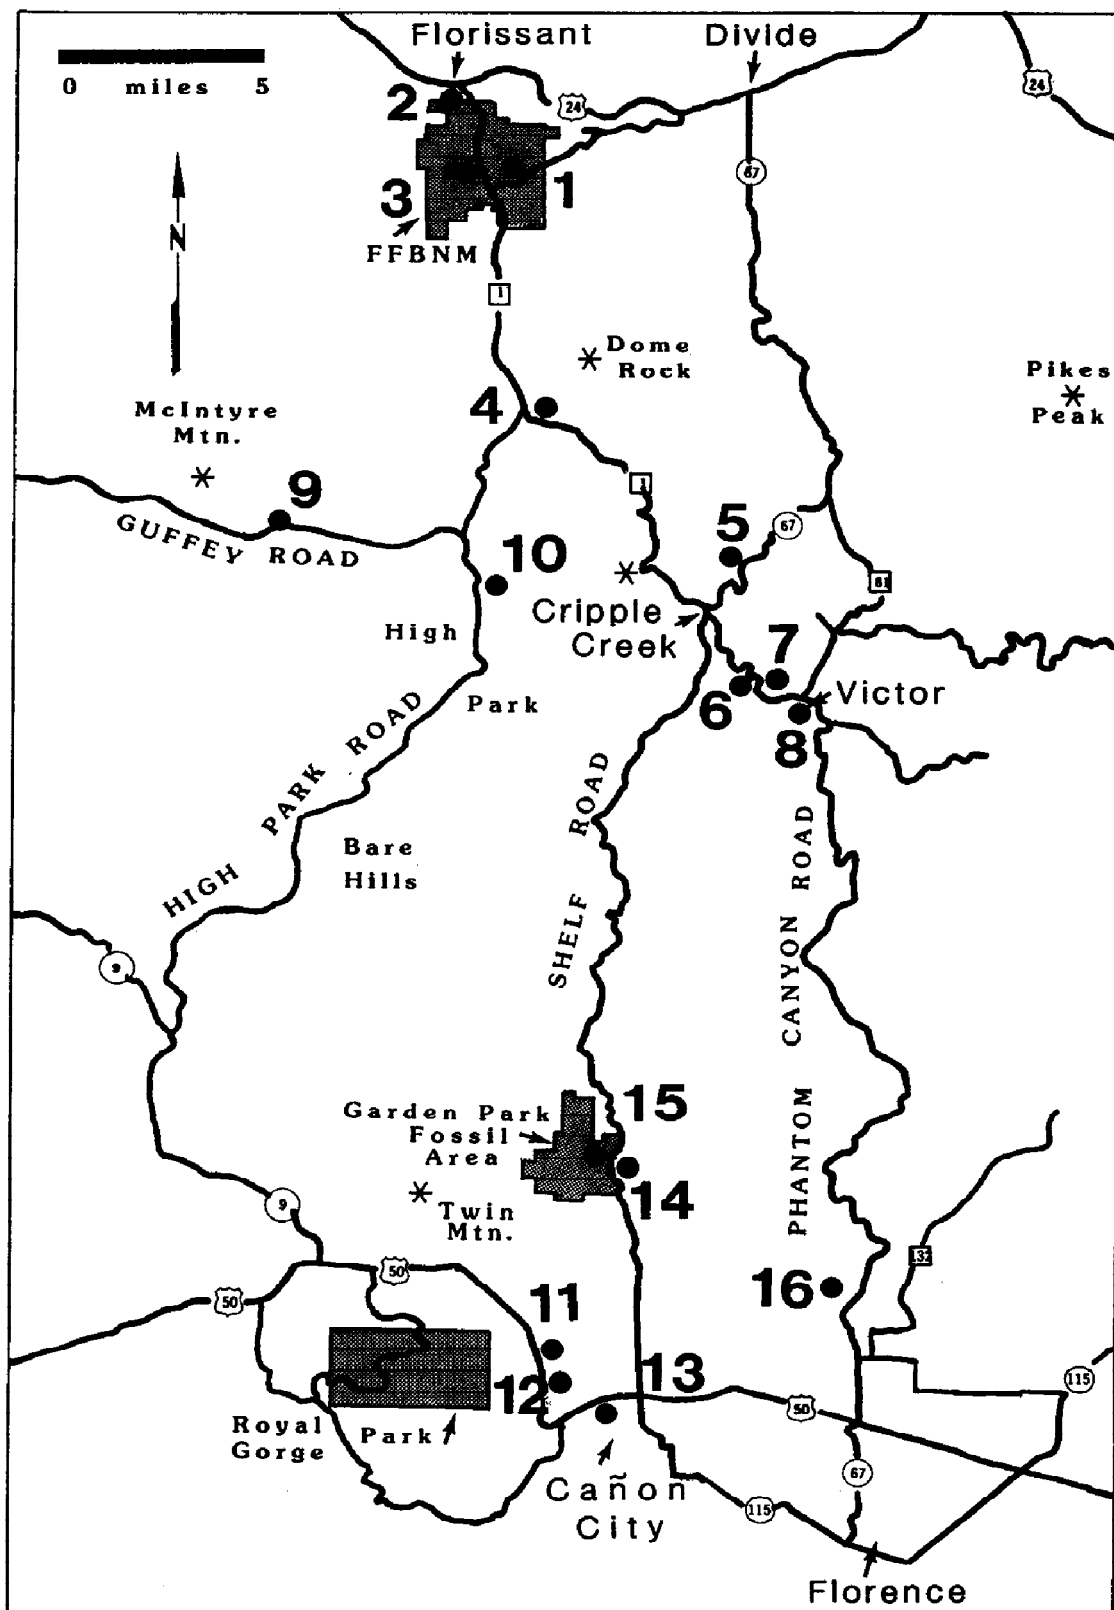 Florissant
Divide
0 miles 5
24
24
2
67
3
1
FFBNM
N
1
Dome
Rock
Pikes
Peak
McIntyre
Mtn.
4
1
9
GUFFEY ROAD
5
67
10
81
Cripple
Creek
High
Park
7
6
Victor
8
HIGH PARK ROAD
SHELF ROAD
PHANTOM CANYON ROAD
Bare
Hills
9
15
Garden Park
Fossil
Area
14
Twin
Mtn.
9
132
50
50
16
11
12
13
115
50
Royal
Gorge
Park
Cañon
City
67
115
Florence